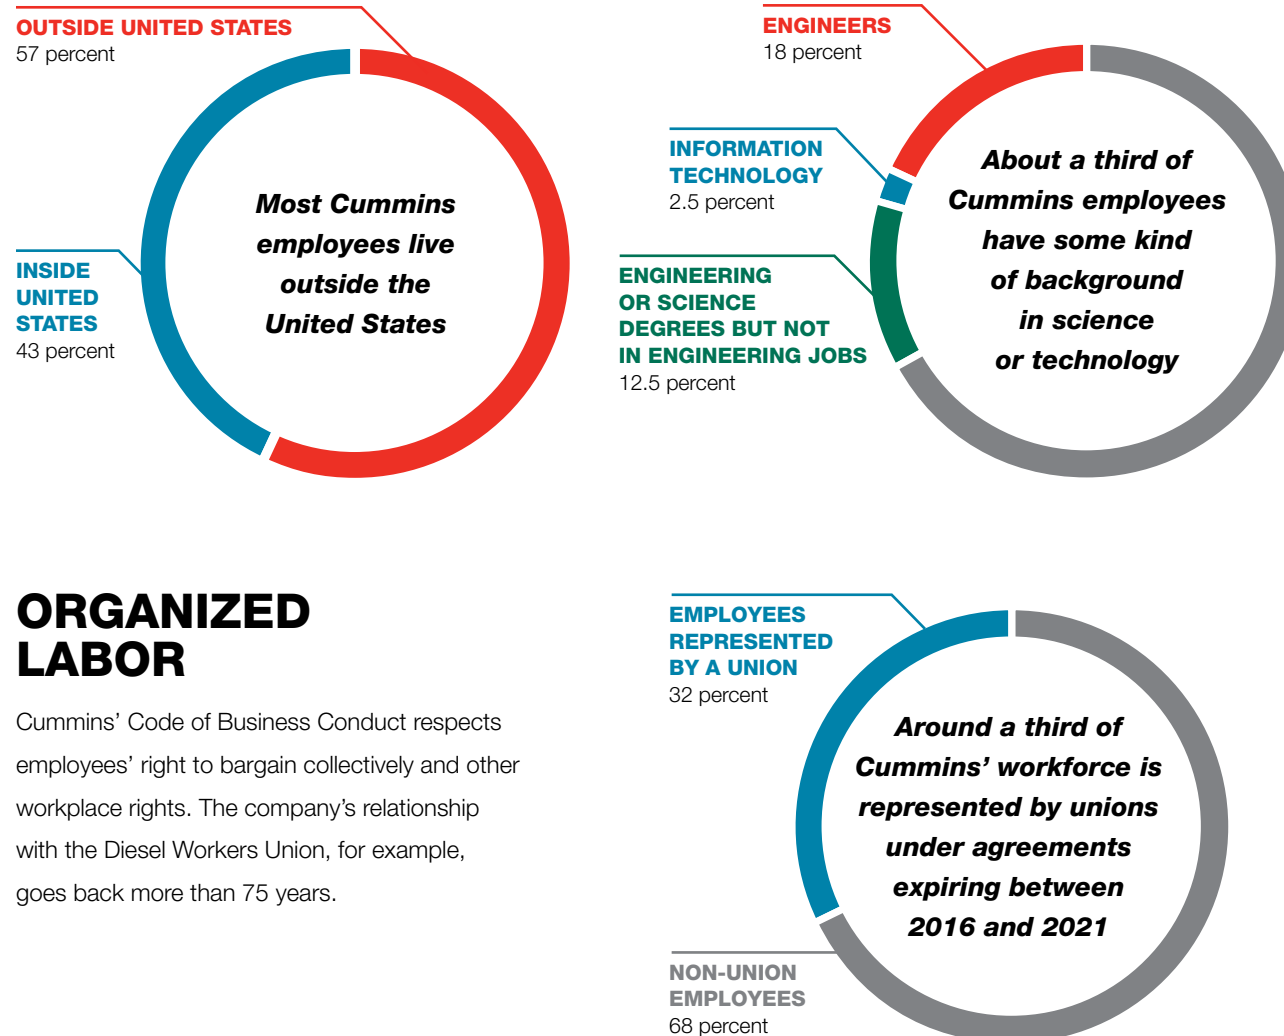 OUTSIDE UNITED STATES
57 percent
INSIDE
UNITED
STATES
43 percent
Most Cummins
employees live
outside the
United States
ENGINEERS
18 percent
INFORMATION
TECHNOLOGY
2.5 percent
ENGINEERING
OR SCIENCE
DEGREES BUT NOT
IN ENGINEERING JOBS
12.5 percent
About a third of
Cummins employees
have some kind
of background
in science
or technology
ORGANIZED
LABOR
Cummins’ Code of Business Conduct respects
employees’ right to bargain collectively and other
workplace rights. The company’s relationship
with the Diesel Workers Union, for example,
goes back more than 75 years.
EMPLOYEES
REPRESENTED
BY A UNION
32 percent
Around a third of
Cummins’ workforce is
represented by unions
under agreements
expiring between
2016 and 2021
NON-UNION
EMPLOYEES
68 percent